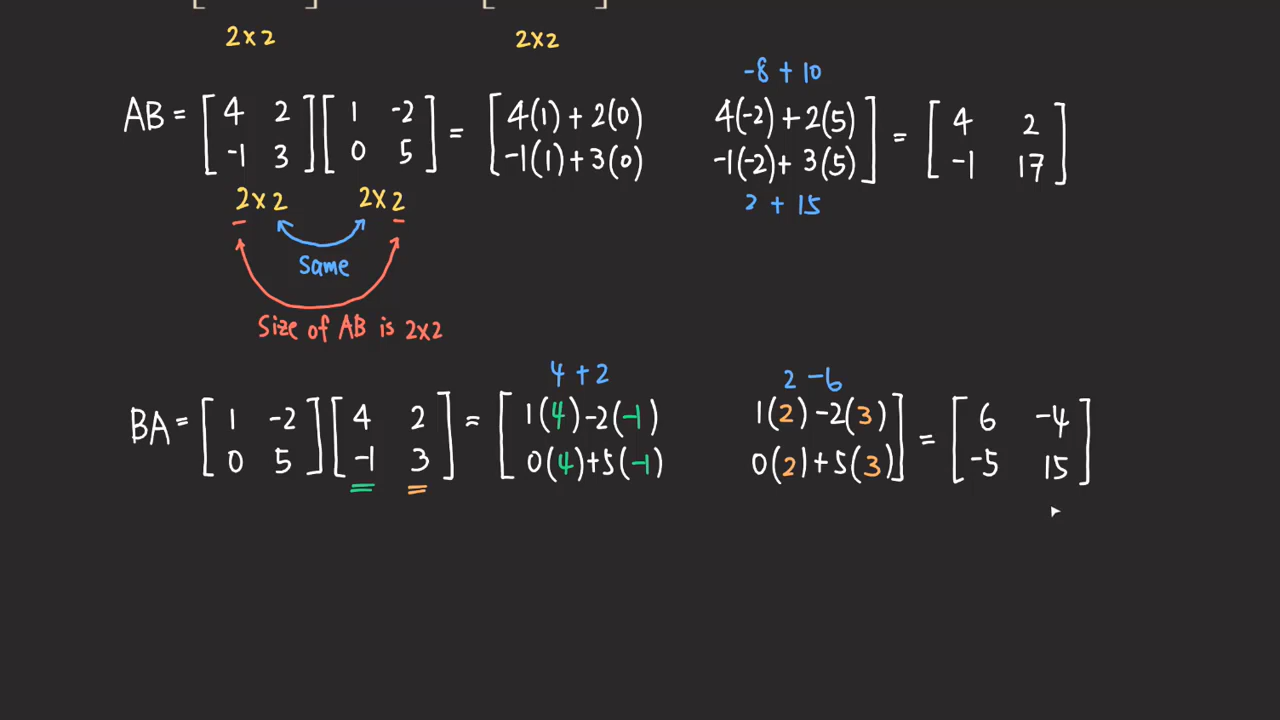 2x2 2x2
-8 + 10
AB = [4 2 [1 -2 = [4(1) + 2(0) 4(-2) + 2(5)] = [4 2
-1 3] 0 5] -1(1) + 3(0) -1(-2) + 3(5)] -1 17]
2x2 2x2 2 + 15
Same
Size of AB is 2x2
4 + 2 2 -6
BA = [1 -2 [4 2 = [1(4) -2(-1) 1(2) -2(3)] = [6 -4
0 5] -1 3] 0(4) +5(-1) 0(2) +5(3)] -5 15]